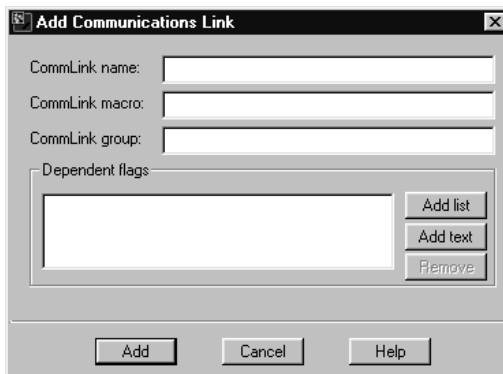 Add Communications Link
CommLink name:
CommLink macro:
CommLink group:
Dependent flags
Add list
Add text
Remove
Add Cancel Help